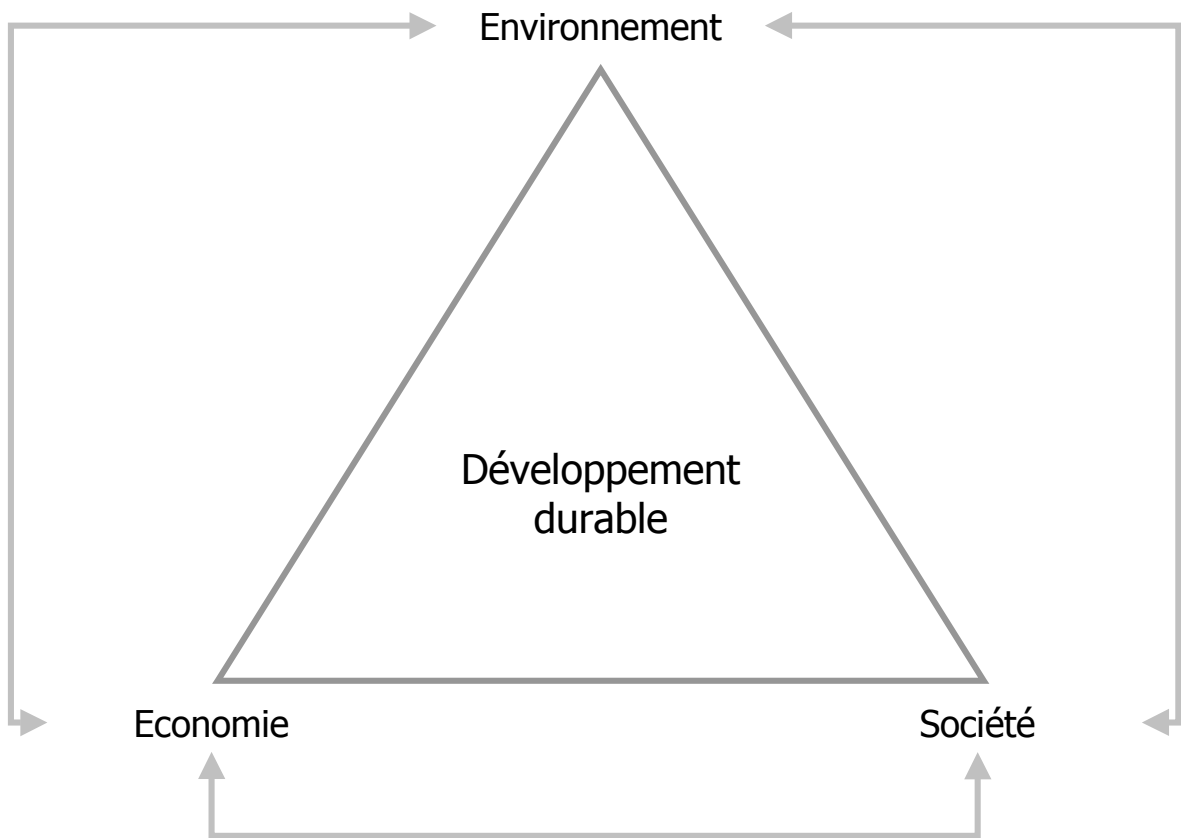 Environnement
Développement
durable
Economie
Société